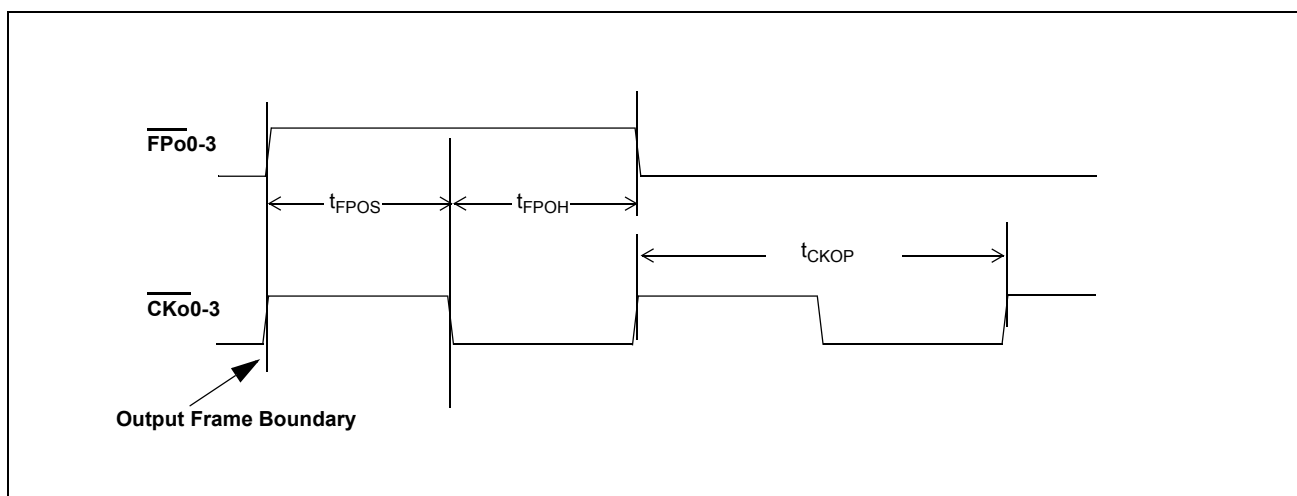 FPo0-3
tFPOS
tFPOH
tCKOP
CKo0-3
Output Frame Boundary